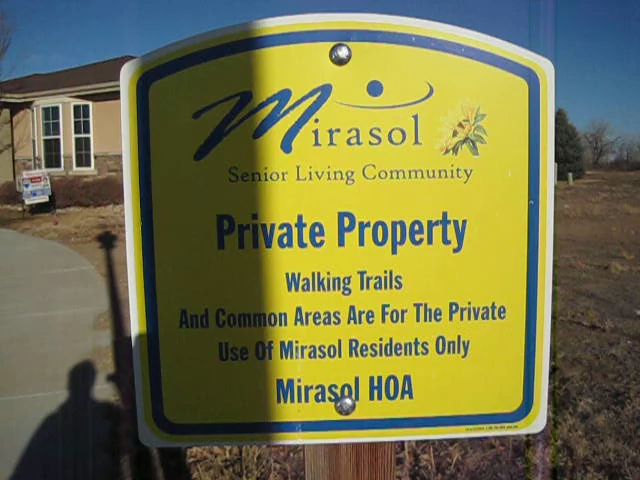 Mirasol
Senior Living Community
Private Property
Walking Trails
And Common Areas Are For The Private
Use Of Mirasol Residents Only
Mirasol HOA